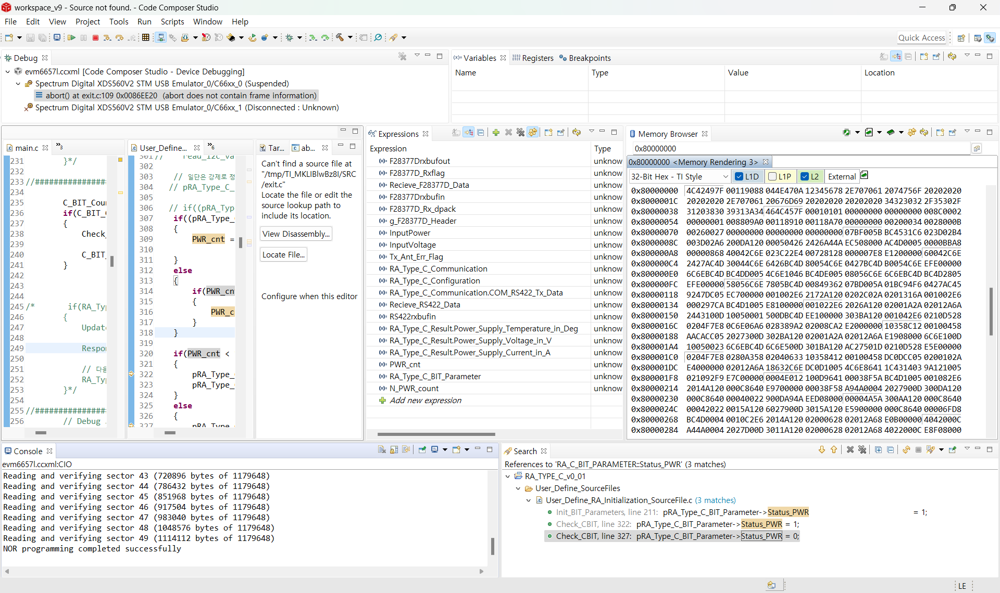 workspace_v9 - Source not found. - Code Composer Studio
File Edit View Project Tools Run Scripts Window Help
Quick Access
Debug
evm6657l.ccxml [Code Composer Studio - Device Debugging]
Spectrum Digital XDS560V2 STM USB Emulator_0/C66xx_0 (Suspended)
abort() at exit.c:109 0x0086EE20 (abort does not contain frame information)
Spectrum Digital XDS560V2 STM USB Emulator_0/C66xx_1 (Disconnected : Unknown)
(x)= Variables Registers Breakpoints
Name Type Value Location
main.c »3
231 }*/
232
233 //################
234
235 C_BIT_Cou
236 if(C_BIT_
237 {
238 Check_
239
240 C_BIT_
241 }
242
243
244
245 /* if(RA_Ty
246 {
247 Updat
248
249 Respo
250
251 // 다음
252 RA_Ty
253 }*/
254
255 //################
256 // Debug
User_Define... »6
302
303 // 일단은 강제로 정
304 // pRA_Type_C_
305
306 // if((pRA_Typ
307 if((pRA_Type_
308 {
309 PWR_cnt =
310
311 }
312 else
313 {
314 if(PWR_cn
315 {
316 PWR_c
317 }
318 }
319
320 if(PWR_cnt <
321 {
322 pRA_Type_
323 pRA_Type_
324 }
325 else
326 {
327 pRA_Type
Tar... ab...
Can't find a source file at
"/tmp/TI_MKLIBlwBz8I/SRC
/exit.c"
Locate the file or edit the
source lookup path to
include its location.
View Disassembly...
Locate File...
Configure when this editor
Expressions
Expression Type
(x)= F28377Drxbufout unknow
(x)= F28377D_Rxflag unknow
(x)= Recieve_F28377D_Data unknow
(x)= F28377Drxbufin unknow
(x)= F28377D_Rx_dpack unknow
(x)= g_F28377D_Header unknow
(x)= InputPower unknow
(x)= InputVoltage unknow
(x)= Tx_Ant_Err_Flag unknow
(x)= RA_Type_C_Communication unknow
(x)= RA_Type_C_Configuration unknow
(x)= RA_Type_C_Communication.COM_RS422_Tx_Data unknow
(x)= Recieve_RS422_Data unknow
(x)= RS422rxbufin unknow
(x)= RA_Type_C_Result.Power_Supply_Temperature_in_Deg unknow
(x)= RA_Type_C_Result.Power_Supply_Voltage_in_V unknow
(x)= RA_Type_C_Result.Power_Supply_Current_in_A unknow
(x)= PWR_cnt unknow
(x)= RA_Type_C_BIT_Parameter unknow
(x)= N_PWR_count unknow
Add new expression
Memory Browser
0x80000000
0x80000000 <Memory Rendering 3>
32-Bit Hex - TI Style L1D L1P L2 External
0x80000000 4C42497F 00119088 044E470A 12345678 2E707061 2074756F 20202020
0x8000001C 20202020 2E707061 20676D69 20202020 20202020 34323032 2F35302F
0x80000038 31203830 39313A34 464C457F 00010101 00000000 00000000 008C0002
0x80000054 00000001 008809A0 00118910 00118A70 00000000 00200034 0028000B
0x80000070 00260027 00000000 00000000 00000000 07BF005B BC4531C6 023D02B4
0x8000008C 003D02A6 200DA120 00050426 2426A44A EC508000 AC4D0005 0000BBA8
0x800000A8 00000868 40042C6E 023C22E4 00728128 000007E8 E1200000 60042C6E
0x800000C4 2427AC4D 30044C6E 6426BC4D 80054C6E 0427BC4D B0054C6E EFE00000
0x800000E0 6C6EBC4D BC4DD005 4C6E1046 BC4DE005 08056C6E 6C6EBC4D BC4D2805
0x800000FC EFE00000 58056C6E 7805BC4D 00849362 07BD005A 01BC94F6 0427AC45
0x80000118 9247DC05 EC700000 001002E6 2172A120 0202C02A 0201316A 001002E6
0x80000134 000297CA BC4D1005 E8100000 001022E6 2026A120 02001A2A 02012A6A
0x80000150 2443100D 10050001 500DBC4D EE100000 303BA120 001042E6 0210D528
0x8000016C 0204F7E8 0C6E06A6 028389A2 02008CA2 E2000000 10358C12 00100458
0x80000188 AACACC05 2027300D 302BA120 02001A2A 02012A6A E1908000 6C6E100D
0x800001A4 10050023 6C6EBC4D 6C6E500D 301BA120 AC27501D 0210D528 E5E00000
0x800001C0 0204F7E8 0280A358 02040633 10358412 00100458 DC0DCC05 0200102A
0x800001DC E4000000 02012A6A 18632C6E DC0D1005 4C6E8641 1C431403 9A121005
0x800001F8 021092F9 E7C00000 0004E012 100D9641 00038F5A BC4D1005 001082E6
0x80000214 2014A120 000C8640 E9700000 00038F58 A94A0004 2027900D 300DA120
0x80000230 000C8640 00040022 900DA94A EED08000 00004A5A 300AA120 000C8640
0x8000024C 00042022 0015A120 6027900D 3015A120 E5900000 000C8640 00006FD8
0x80000268 BC4D0004 0010C2E6 2014A120 02000628 02012A68 E0B00000 4042000C
0x80000284 A44A0004 2027D00D 3011A120 02000628 02012A68 4022000C E8F08000
Console
evm6657l.ccxml:CIO
Reading and verifying sector 43 (720896 bytes of 1179648)
Reading and verifying sector 44 (786432 bytes of 1179648)
Reading and verifying sector 45 (851968 bytes of 1179648)
Reading and verifying sector 46 (917504 bytes of 1179648)
Reading and verifying sector 47 (983040 bytes of 1179648)
Reading and verifying sector 48 (1048576 bytes of 1179648)
Reading and verifying sector 49 (1114112 bytes of 1179648)
NOR programming completed successfully
Search
References to 'RA_C_BIT_PARAMETER::Status_PWR' (3 matches)
RA_TYPE_C_v0_01
User_Define_SourceFiles
User_Define_RA_Initialization_SourceFile.c (3 matches)
Init_BIT_Parameters, line 211: pRA_Type_C_BIT_Parameter->Status_PWR = 1;
Check_CBIT, line 322: pRA_Type_C_BIT_Parameter->Status_PWR = 1;
Check_CBIT, line 327: pRA_Type_C_BIT_Parameter->Status_PWR = 0;
LE